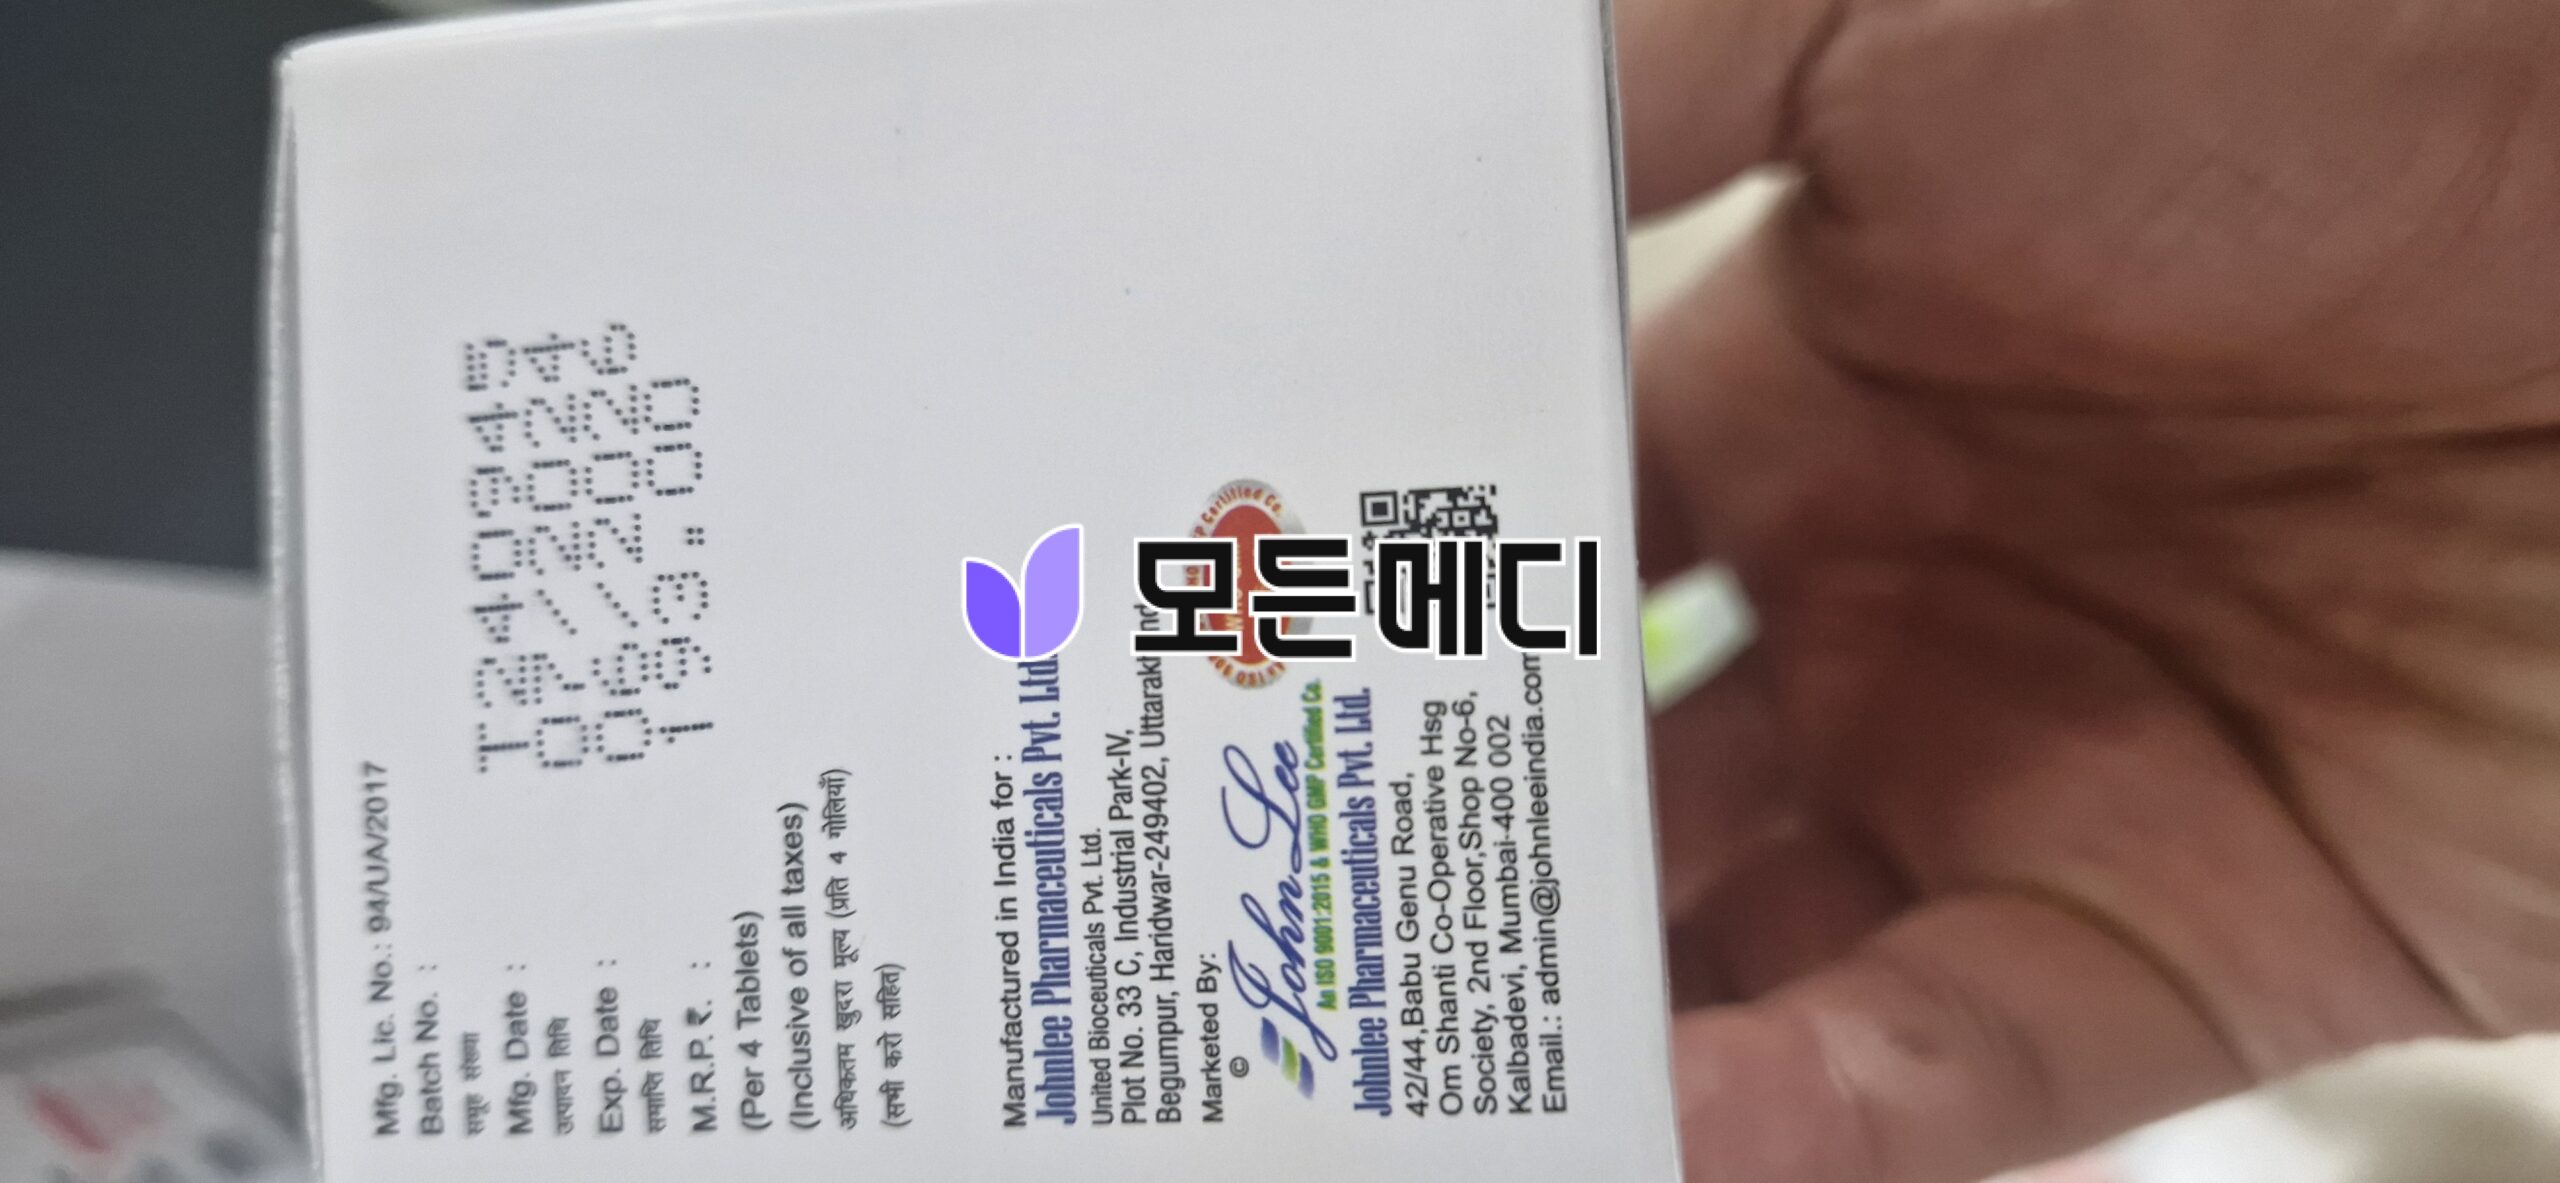 Mfg. Lic. No.: 94/UA/2017
Batch No. :
समूह संख्या
Mfg. Date :
उत्पादन तिथि
Exp. Date :
समाप्ति तिथि
M.R.P. ₹. :
(Per 4 Tablets)
(Inclusive of all taxes)
अधिकतम खुदरा मूल्य (प्रति 4 गोलियाँ)
(सभी करों सहित)
12/2024
06/2026
193.00
Manufactured in India for :
Johnlee Pharmaceuticals Pvt. Ltd.
United Bioceuticals Pvt. Ltd.
Plot No. 33 C, Industrial Park-IV,
Begumpur, Haridwar-249402,
Marketed By:
©
John Lee
An ISO 9001:2015 & WHO GMP Certified Co.
Johnlee Pharmaceuticals Pvt. Ltd.
42/44,Babu Genu Road,
Om Shanti Co-Operative Hsg
Society, 2nd Floor,Shop No-6,
Kalbadevi, Mumbai-400 002
Email.: admin@johnleeindia.com
Certified Co.
모든메디